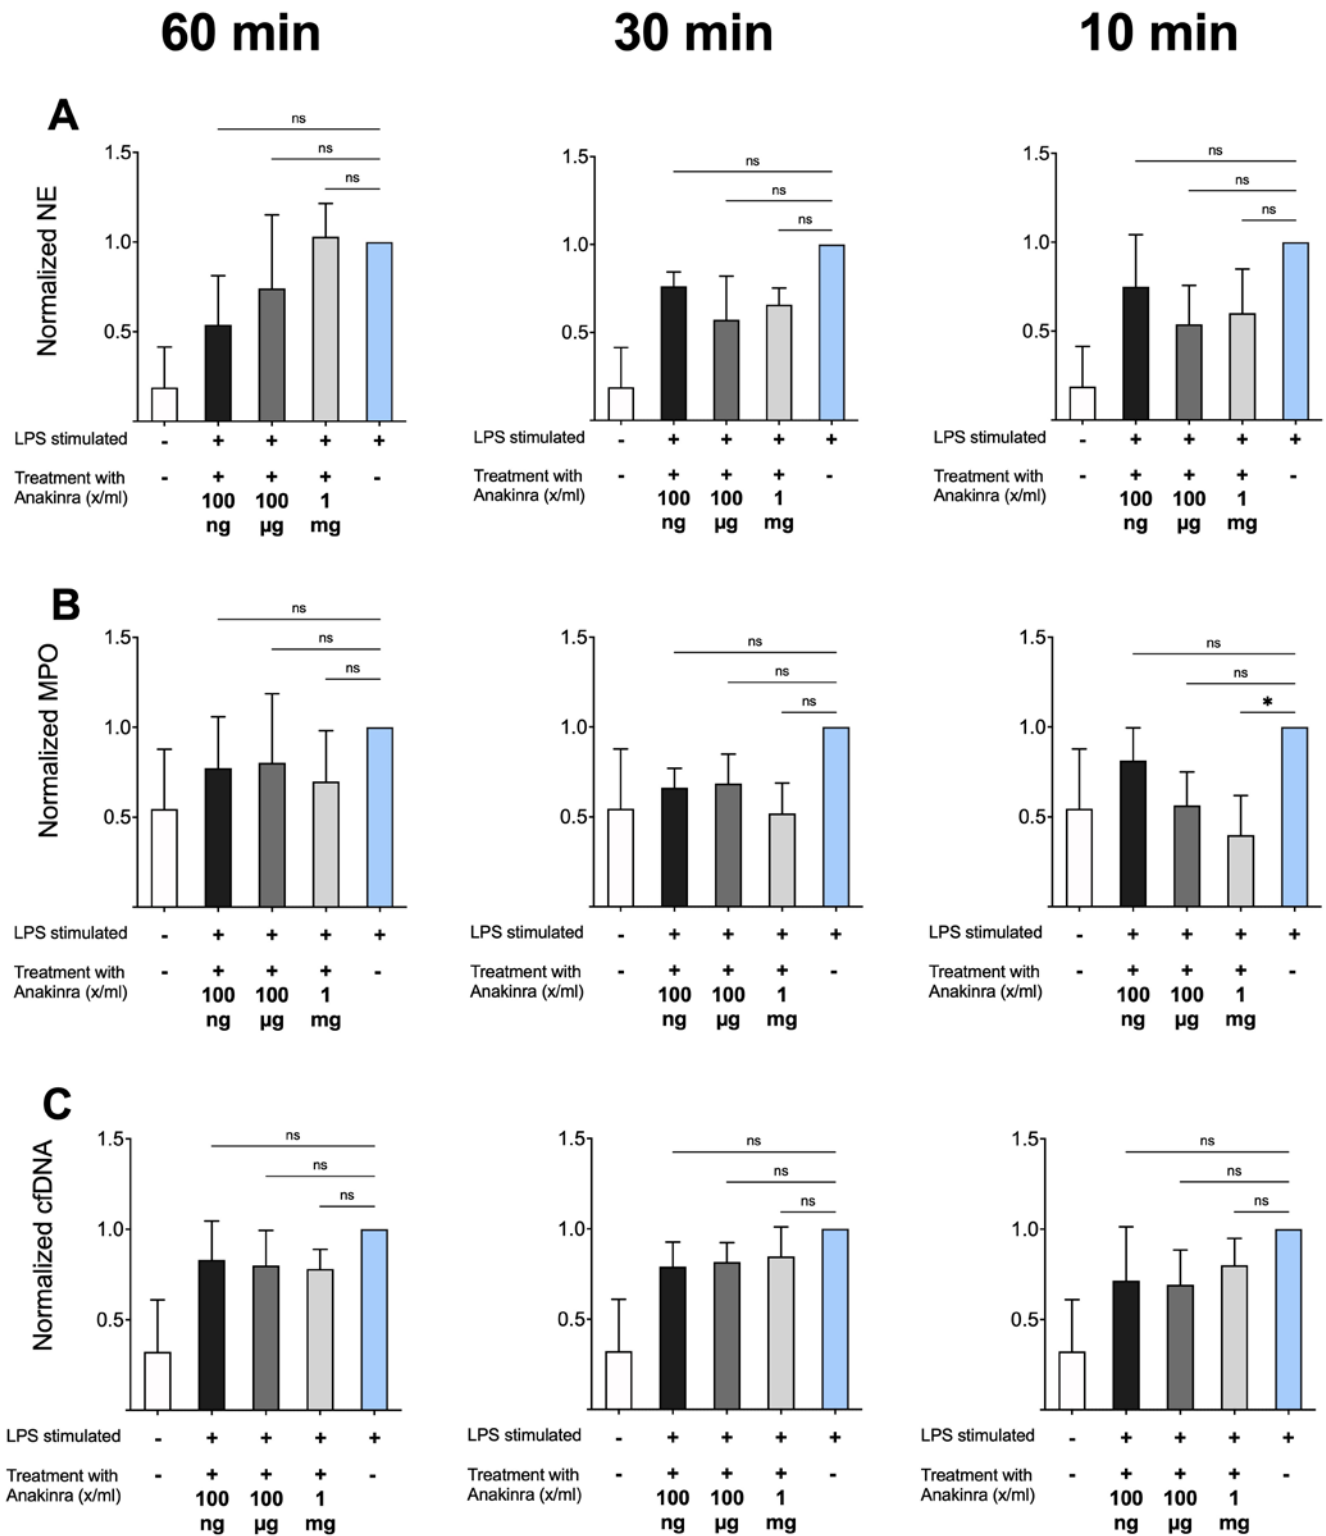 60 min 30 min 10 min
A
Normalized NE
ns ns ns
ns ns ns
ns ns ns
1.5 1.5 1.5
1.0 1.0 1.0
0.5 0.5 0.5
LPS stimulated - + + + + LPS stimulated - + + + + LPS stimulated - + + + +
Treatment with - + + + - Treatment with - + + + - Treatment with - + + + -
Anakinra (x/ml) 100 100 1 Anakinra (x/ml) 100 100 1 Anakinra (x/ml) 100 100 1
ng µg mg ng µg mg ng µg mg
B
Normalized MPO
ns ns ns
ns ns ns
ns ns *
1.5 1.5 1.5
1.0 1.0 1.0
0.5 0.5 0.5
LPS stimulated - + + + + LPS stimulated - + + + + LPS stimulated - + + + +
Treatment with - + + + - Treatment with - + + + - Treatment with - + + + -
Anakinra (x/ml) 100 100 1 Anakinra (x/ml) 100 100 1 Anakinra (x/ml) 100 100 1
ng µg mg ng µg mg ng µg mg
C
Normalized cfDNA
ns ns ns
ns ns ns
ns ns ns
1.5 1.5 1.5
1.0 1.0 1.0
0.5 0.5 0.5
LPS stimulated - + + + + LPS stimulated - + + + + LPS stimulated - + + + +
Treatment with - + + + - Treatment with - + + + - Treatment with - + + + -
Anakinra (x/ml) 100 100 1 Anakinra (x/ml) 100 100 1 Anakinra (x/ml) 100 100 1
ng µg mg ng µg mg ng µg mg